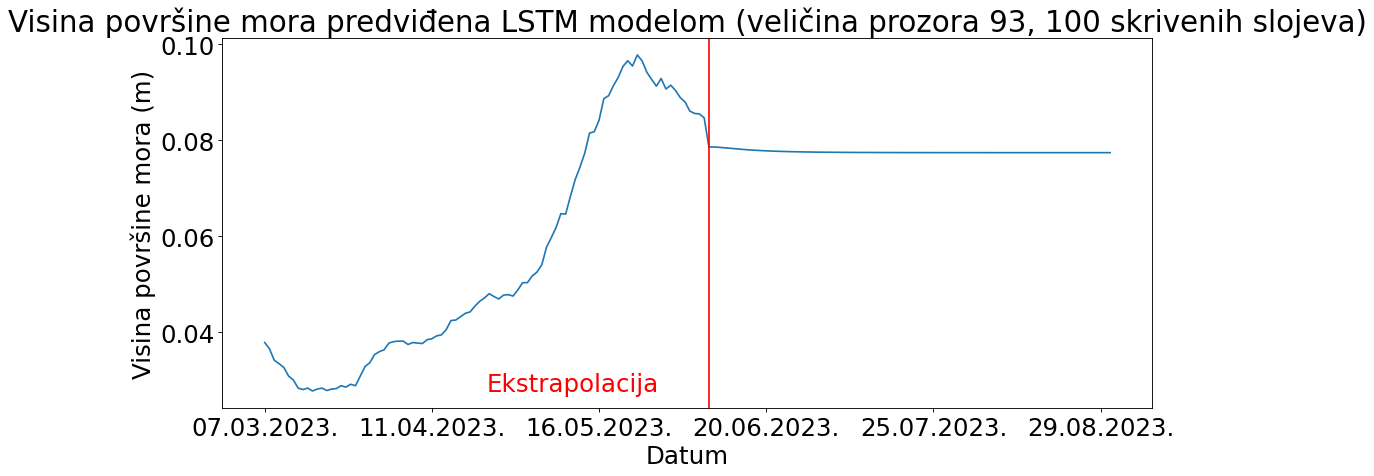 Visina površine mora predviđena LSTM modelom (veličina prozora 93, 100 skrivenih slojeva)
0.10
0.08
0.06
0.04
Visina površine mora (m)
Ekstrapolacija
07.03.2023. 11.04.2023. 16.05.2023. 20.06.2023. 25.07.2023. 29.08.2023.
Datum